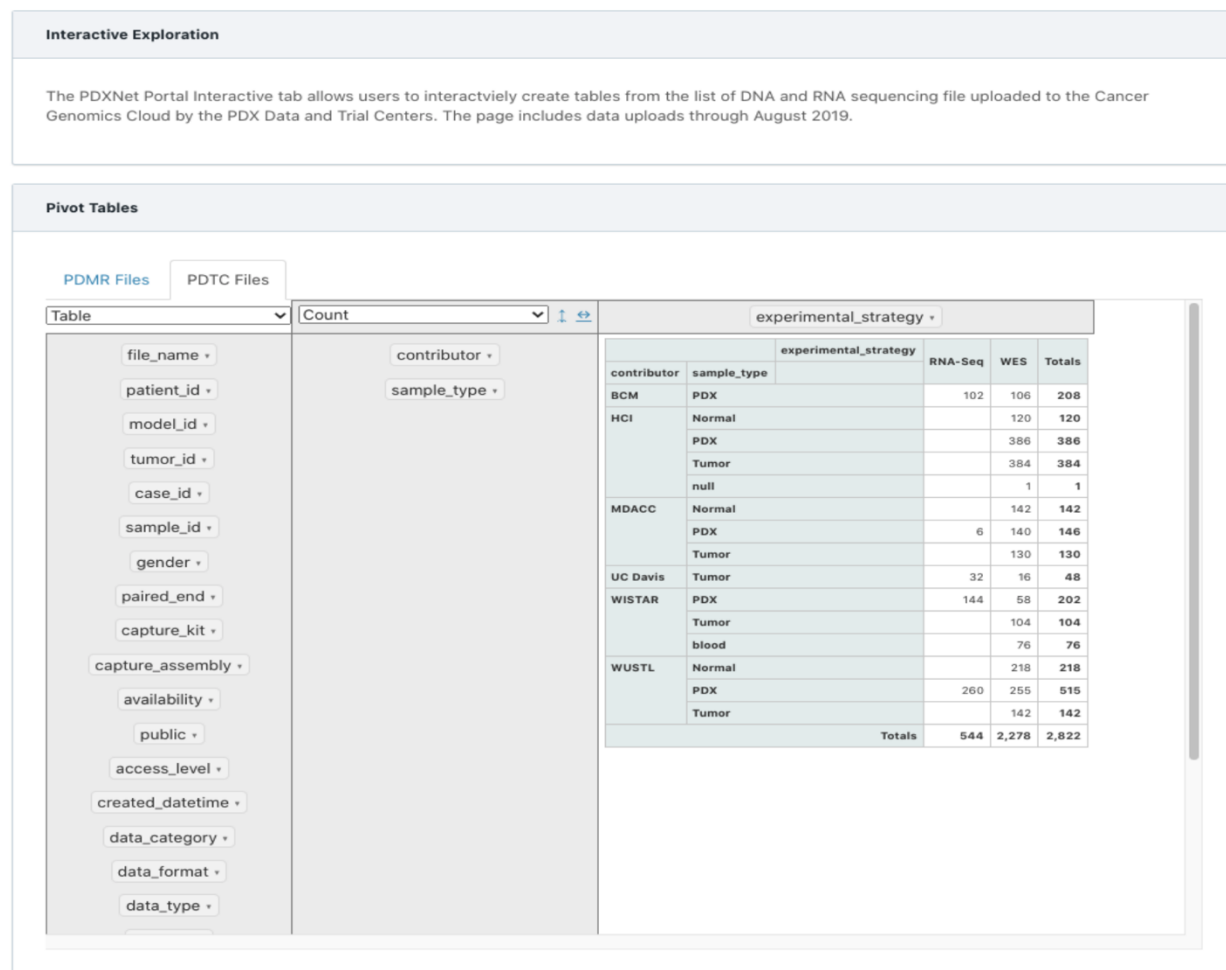 Interactive Exploration
The PDXNet Portal Interactive tab allows users to interactviely create tables from the list of DNA and RNA sequencing file uploaded to the Cancer
Genomics Cloud by the PDX Data and Trial Centers. The page includes data uploads through August 2019.
Pivot Tables
PDMR Files PDTC Files
Table Count experimental_strategy
file_name
patient_id
model_id
tumor_id
case_id
sample_id
gender
paired_end
capture_kit
capture_assembly
availability
public
access_level
created_datetime
data_category
data_format
data_type
contributor
sample_type
experimental_strategy RNA-Seq WES Totals
contributor sample_type
BCM PDX 102 106 208
HCI Normal 120 120
PDX 386 386
Tumor 384 384
null 1 1
MDACC Normal 142 142
PDX 6 140 146
Tumor 130 130
UC Davis Tumor 32 16 48
WISTAR PDX 144 58 202
Tumor 104 104
blood 76 76
WUSTL Normal 218 218
PDX 260 255 515
Tumor 142 142
Totals 544 2,278 2,822